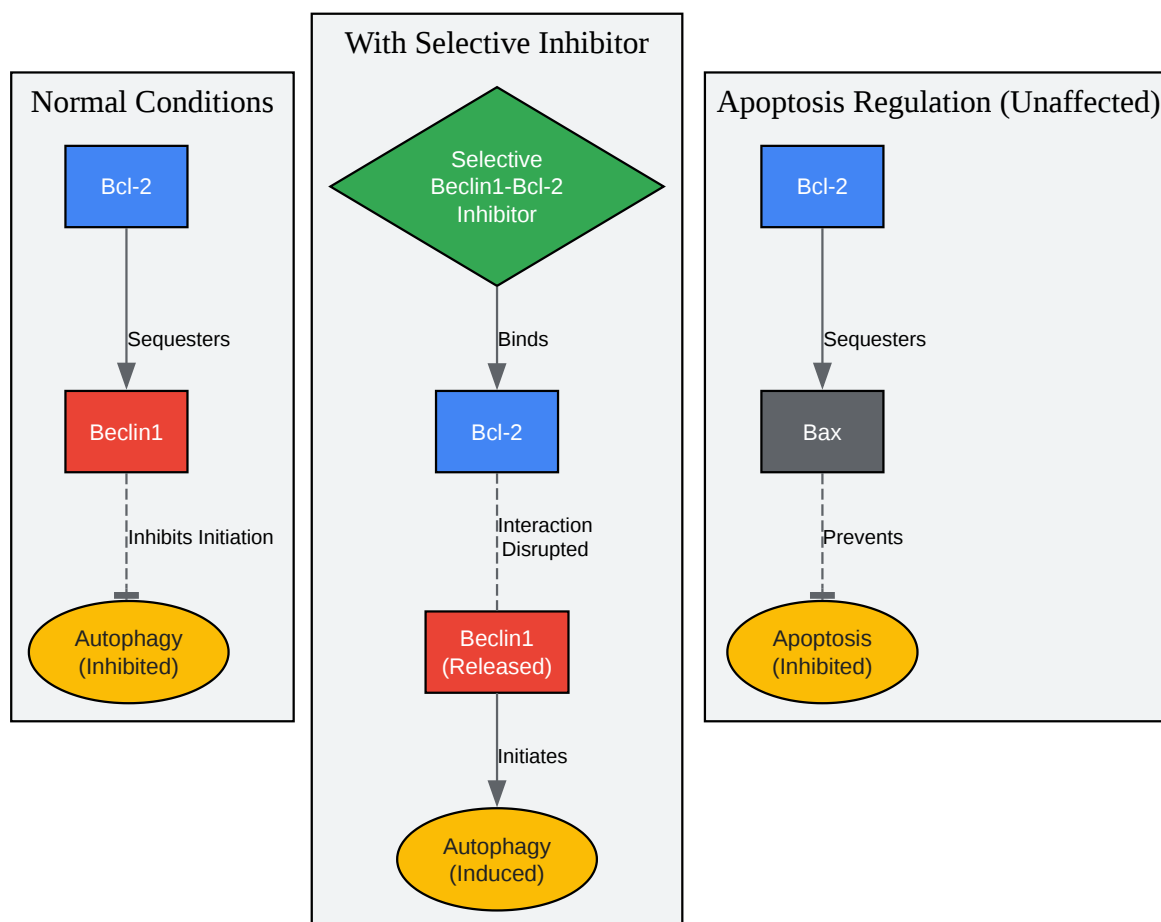 Normal Conditions
Bcl-2
Sequesters
Beclin1
Inhibits Initiation
Autophagy
(Inhibited)
With Selective Inhibitor
Selective
Beclin1-Bcl-2
Inhibitor
Binds
Bcl-2
Interaction
Disrupted
Beclin1
(Released)
Initiates
Autophagy
(Induced)
Apoptosis Regulation (Unaffected)
Bcl-2
Sequesters
Bax
Prevents
Apoptosis
(Inhibited)